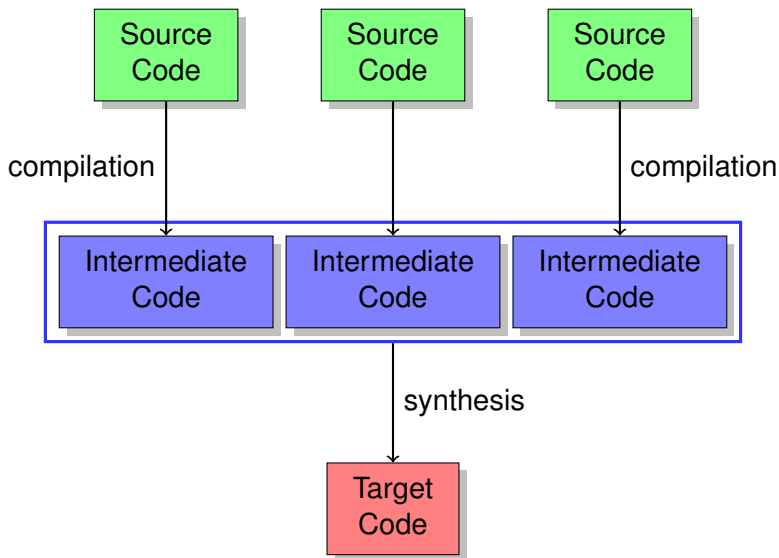 Source
Code
Source
Code
Source
Code
compilation
compilation
Intermediate
Code
Intermediate
Code
Intermediate
Code
synthesis
Target
Code